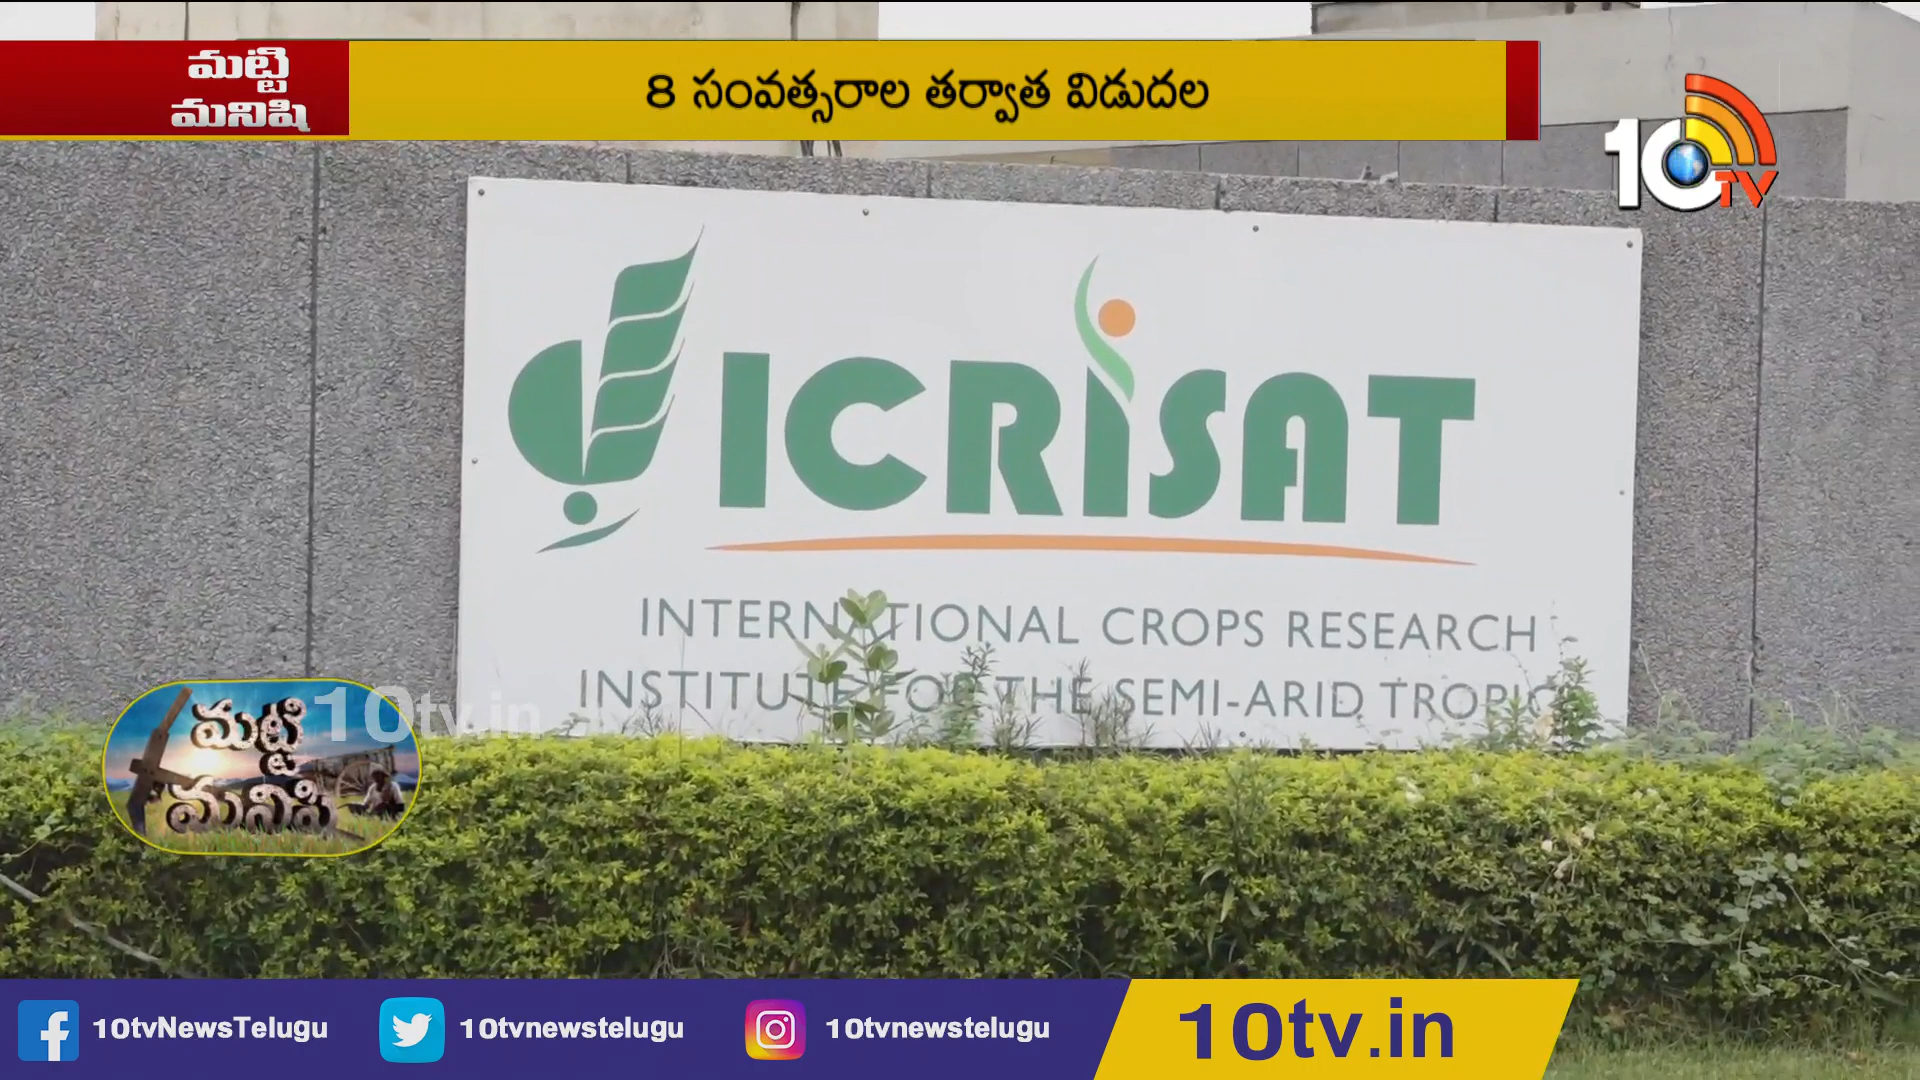 మట్టి
మనిషి
8 సంవత్సరాల తర్వాత విడుదల
10TV
ICRISAT
INTERNATIONAL CROPS RESEARCH
INSTITUTE FOR THE SEMI-ARID TROPIC
మట్టి
మనిషి
10tv.in
10tvNewsTelugu
10tvnewstelugu
10tvnewstelugu
10tv.in